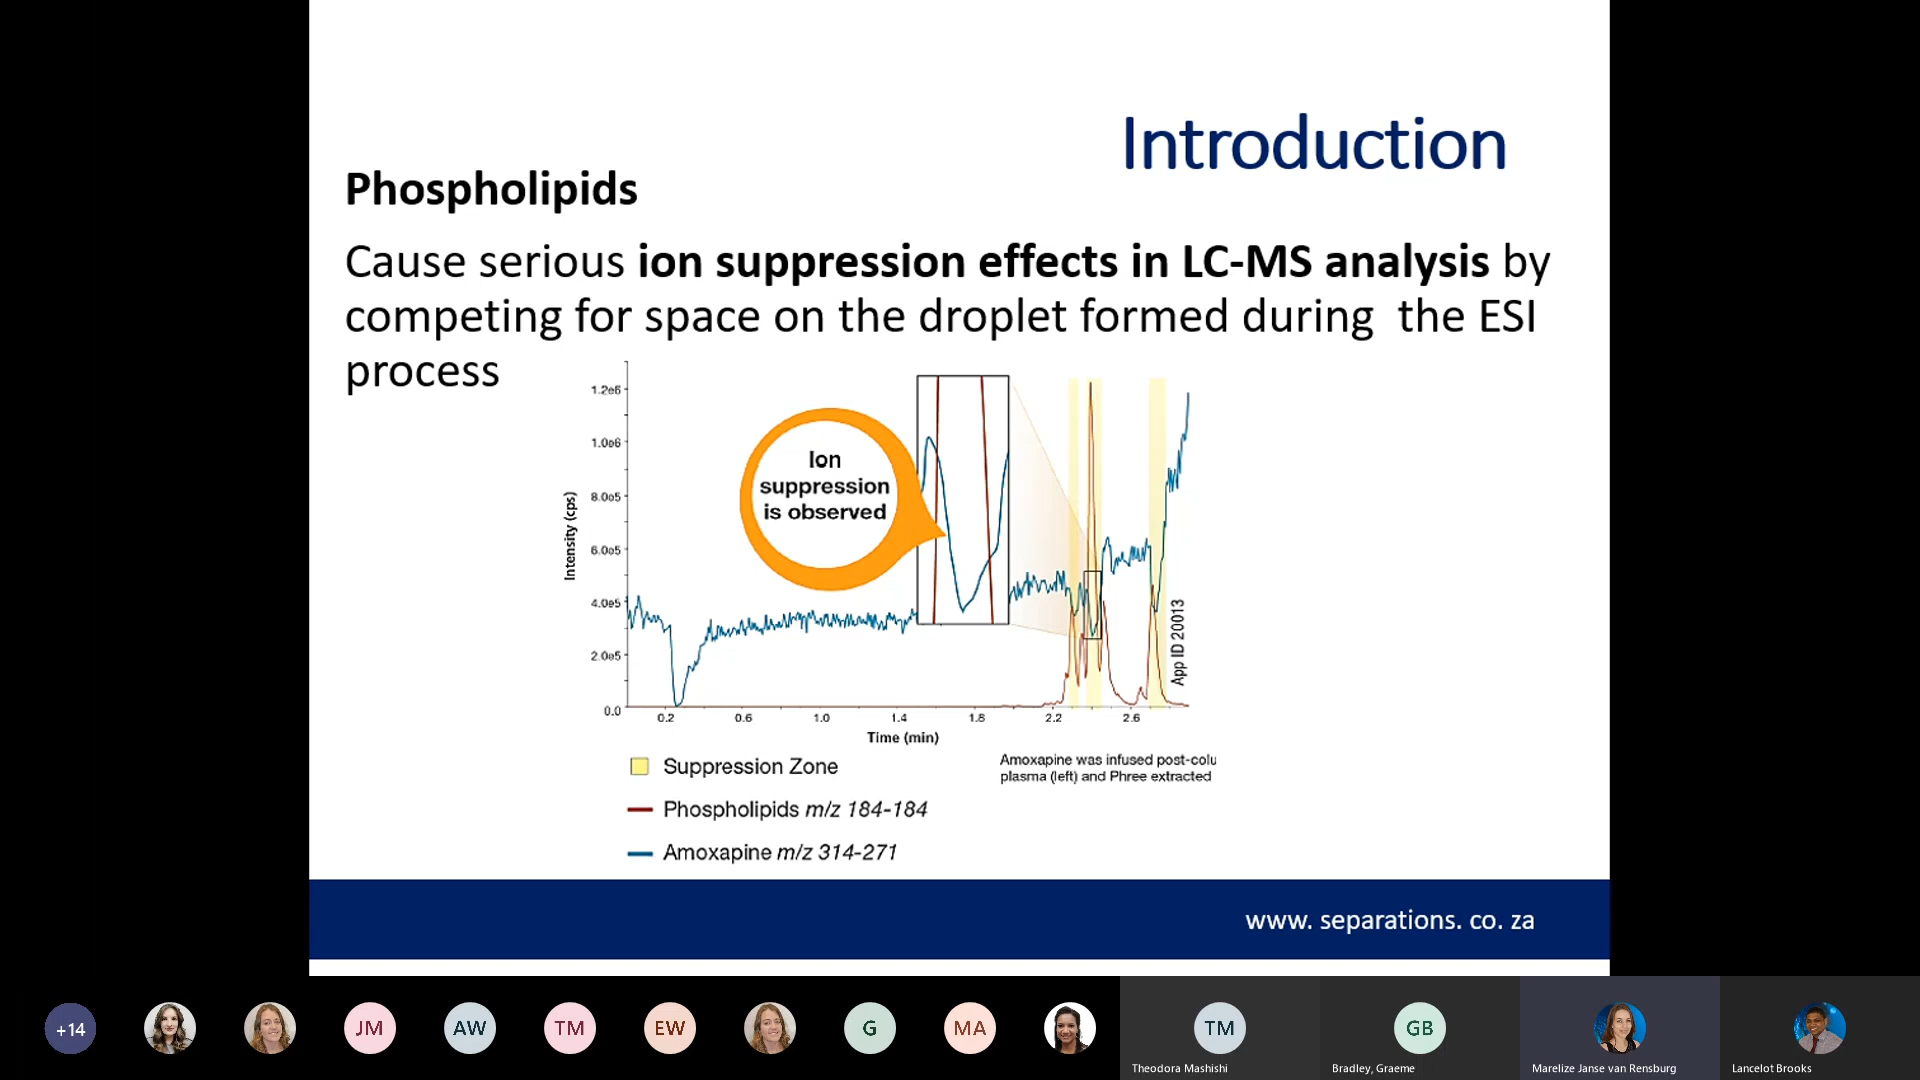 Introduction
Phospholipids
Cause serious ion suppression effects in LC-MS analysis by
competing for space on the droplet formed during the ESI
process
1.2e6
1.0e6
8.0e5
6.0e5
4.0e5
2.0e5
0.0
Intensity (cps)
Ion
suppression
is observed
App ID 20013
0.2 0.6 1.0 1.4 1.8 2.2 2.6
Time (min)
Suppression Zone
Phospholipids m/z 184-184
Amoxapine m/z 314-271
Amoxapine was infused post-colu
plasma (left) and Phree extracted
www. separations. co. za
+14
JM
AW
TM
EW
G
MA
TM
GB
Theodora Mashishi
Bradley, Graeme
Marelize Janse van Rensburg
Lancelot Brooks